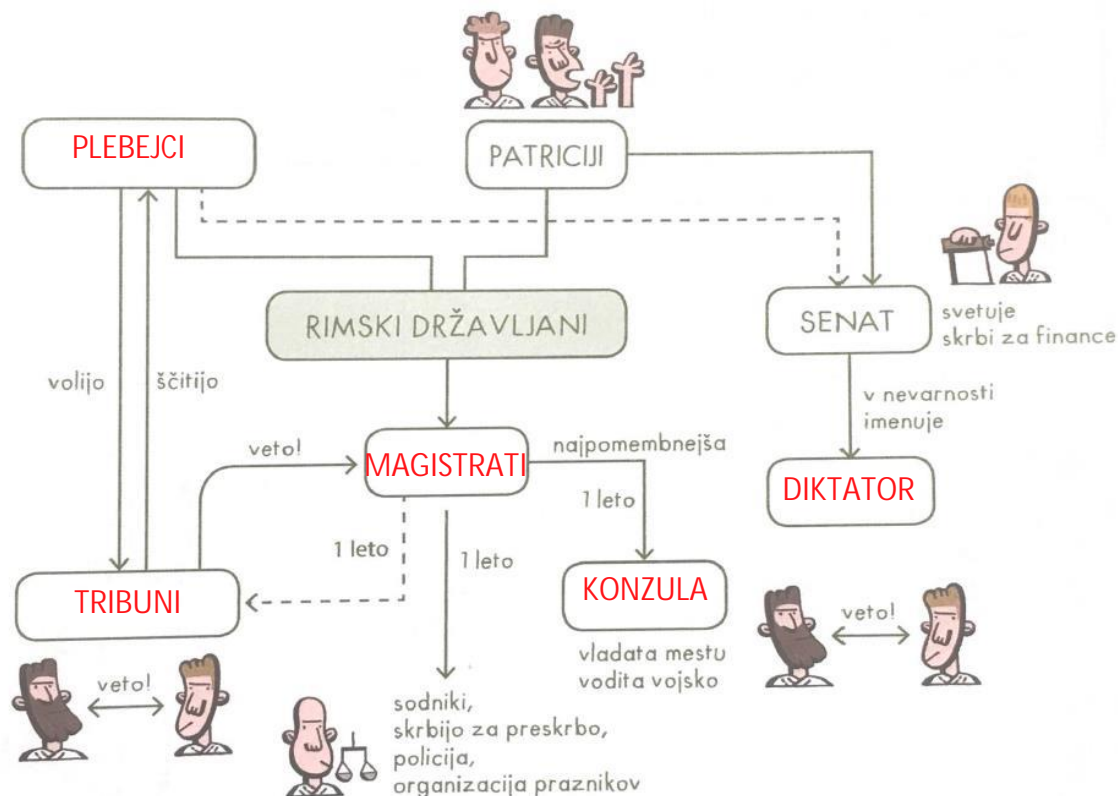 PLEBEJCI
PATRICIJI
RIMSKI DRŽAVLJANI
SENAT
svetuje
skrbi za finance
volijo
ščitijo
v nevarnosti
imenuje
veto!
MAGISTRATI
najpomembnejša
DIKTATOR
1 leto
1 leto
1 leto
TRIBUNI
KONZULA
veto!
vladata mestu
vodita vojsko
veto!
sodniki,
skrbijo za preskrbo,
policija,
organizacija praznikov